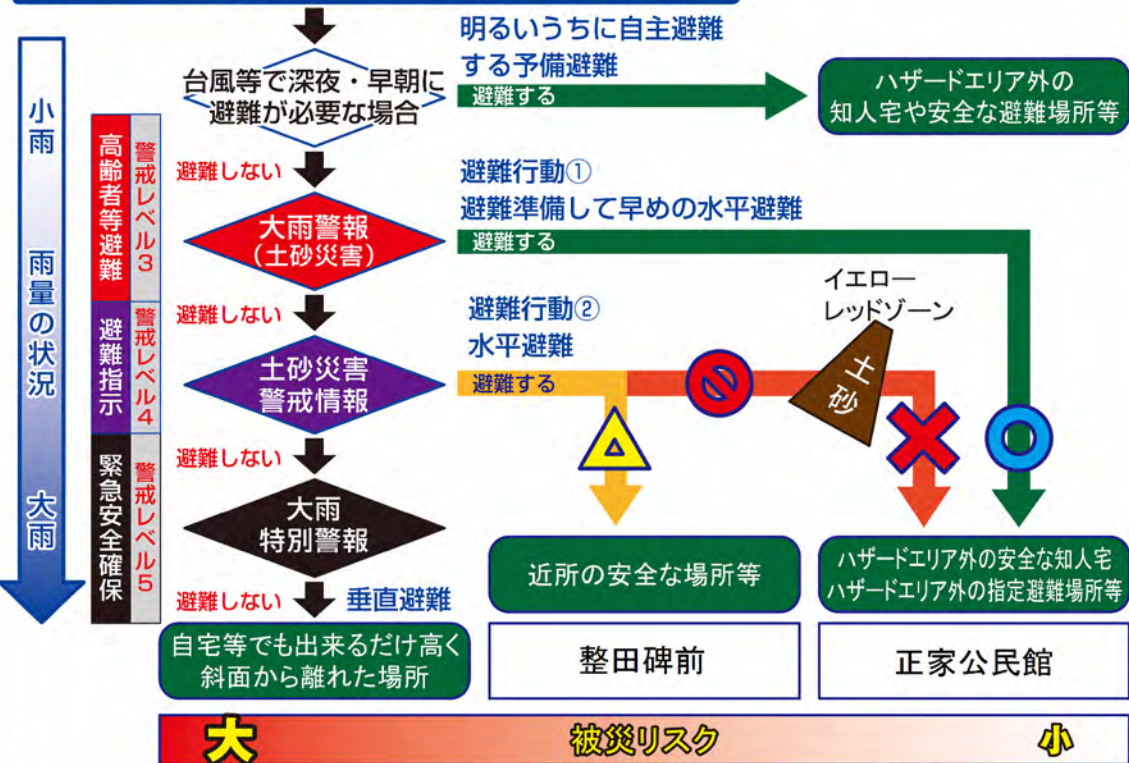 明るいうちに自主避難
する予備避難
台風等で深夜・早朝に
避難が必要な場合
避難する
ハザードエリア外の
知人宅や安全な避難場所等
小雨 雨量の状況 大雨
高齢者等避難
警戒レベル3
避難しない
避難行動①
避難準備して早めの水平避難
大雨警報
(土砂災害)
避難する
イエロー
レッドゾーン
避難指示
警戒レベル4
避難しない
避難行動②
水平避難
土砂災害
警戒情報
避難する
土砂
緊急安全確保
警戒レベル5
避難しない
大雨
特別警報
近所の安全な場所等
ハザードエリア外の安全な知人宅
ハザードエリア外の指定避難場所等
避難しない
垂直避難
自宅等でも出来るだけ高く
斜面から離れた場所
整田碑前
正家公民館
大
被災リスク
小